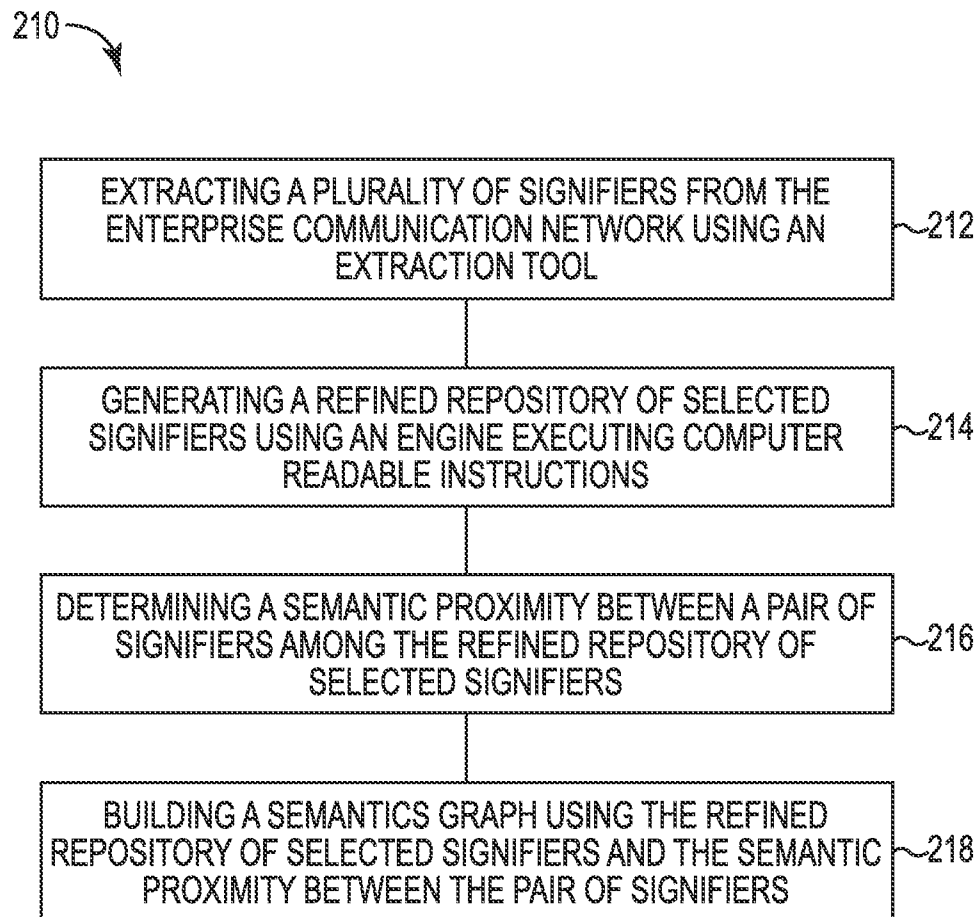 210
EXTRACTING A PLURALITY OF SIGNIFIERS FROM THE
ENTERPRISE COMMUNICATION NETWORK USING AN
EXTRACTION TOOL
212
GENERATING A REFINED REPOSITORY OF SELECTED
SIGNIFIERS USING AN ENGINE EXECUTING COMPUTER
READABLE INSTRUCTIONS
214
DETERMINING A SEMANTIC PROXIMITY BETWEEN A PAIR OF
SIGNIFIERS AMONG THE REFINED REPOSITORY OF
SELECTED SIGNIFIERS
216
BUILDING A SEMANTICS GRAPH USING THE REFINED
REPOSITORY OF SELECTED SIGNIFIERS AND THE SEMANTIC
PROXIMITY BETWEEN THE PAIR OF SIGNIFIERS
218